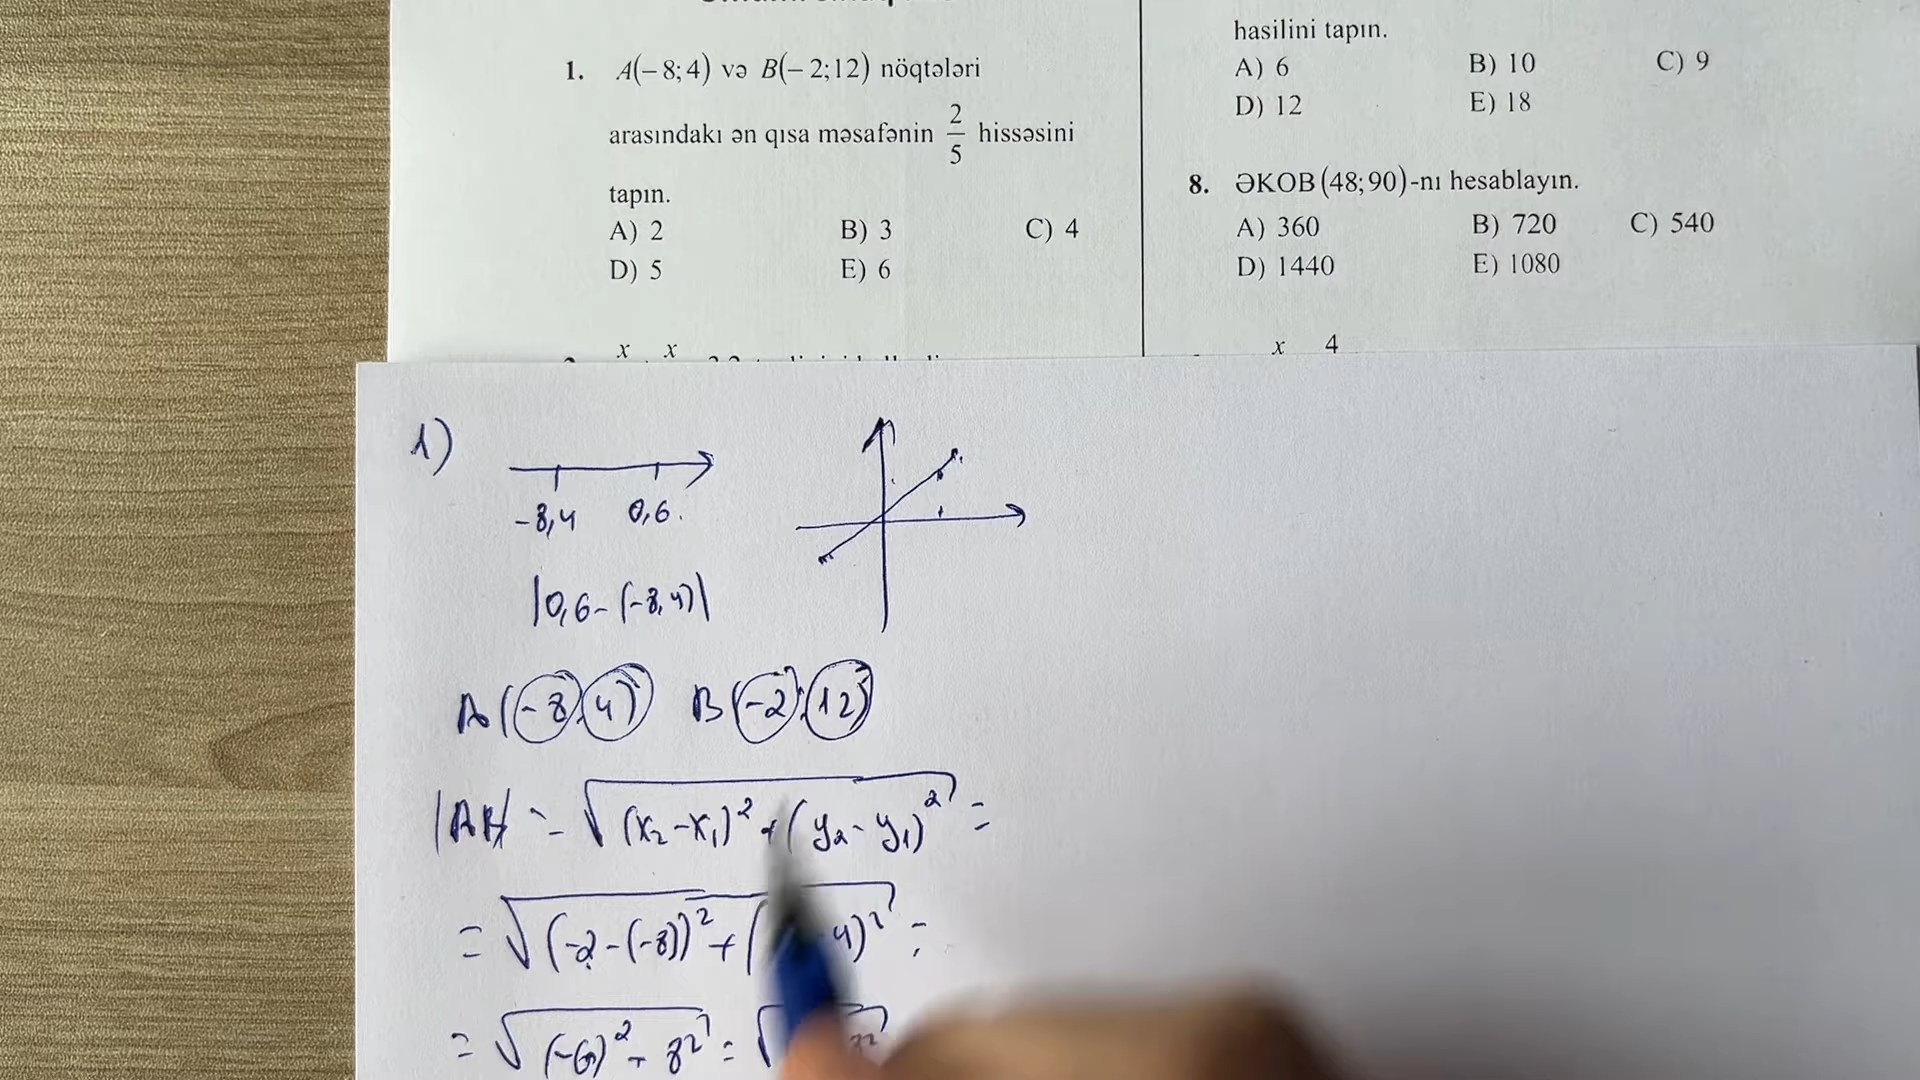 1. A(−8;4) və B(−2;12) nöqtələri
arasındakı ən qısa məsafənin 2/5 hissəsini
tapın.
A) 2 B) 3 C) 4
D) 5 E) 6
x x
hasilini tapın.
A) 6 B) 10 C) 9
D) 12 E) 18
8. ƏKOB(48;90)-nı hesablayın.
A) 360 B) 720 C) 540
D) 1440 E) 1080
x 4
1)
-8,4 0,6.
|0,6-(-8,4)|
A(-8;4) B(-2;12)
|AB| = √(x₂-x₁)²+(y₂-y₁)² =
= √(-2-(-8))²+( 4)² =
= √(-6)²+8² = √